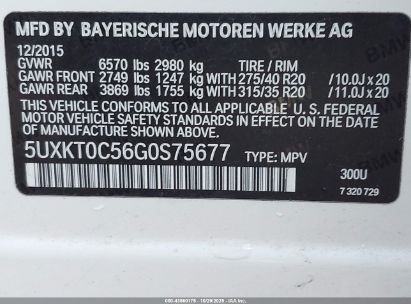 MFD BY BAYERISCHE MOTOREN WERKE AG
12/2015
GVWR 6570 lbs 2980 kg TIRE / RIM
GAWR FRONT 2749 lbs 1247 kg WITH 275/40 R20 /10.0J x 20
GAWR REAR 3869 lbs 1755 kg WITH 315/35 R20 /11.0J x 20
THIS VEHICLE CONFORMS TO ALL APPLICABLE U. S. FEDERAL
MOTOR VEHICLE SAFETY STANDARDS IN EFFECT ON THE
DATE OF MANUFACTURE SHOWN ABOVE.
5UXKT0C56G0S75677 TYPE: MPV
300U
7 320 729